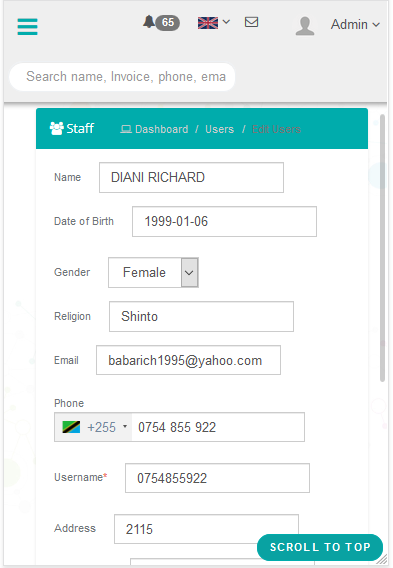 65
Admin
Search name, Invoice, phone, ema
Staff Dashboard / Users / Edit Users
Name DIANI RICHARD
Date of Birth 1999-01-06
Gender Female
Religion Shinto
Email babarich1995@yahoo.com
Phone
+255 0754 855 922
Username* 0754855922
Address 2115
SCROLL TO TOP